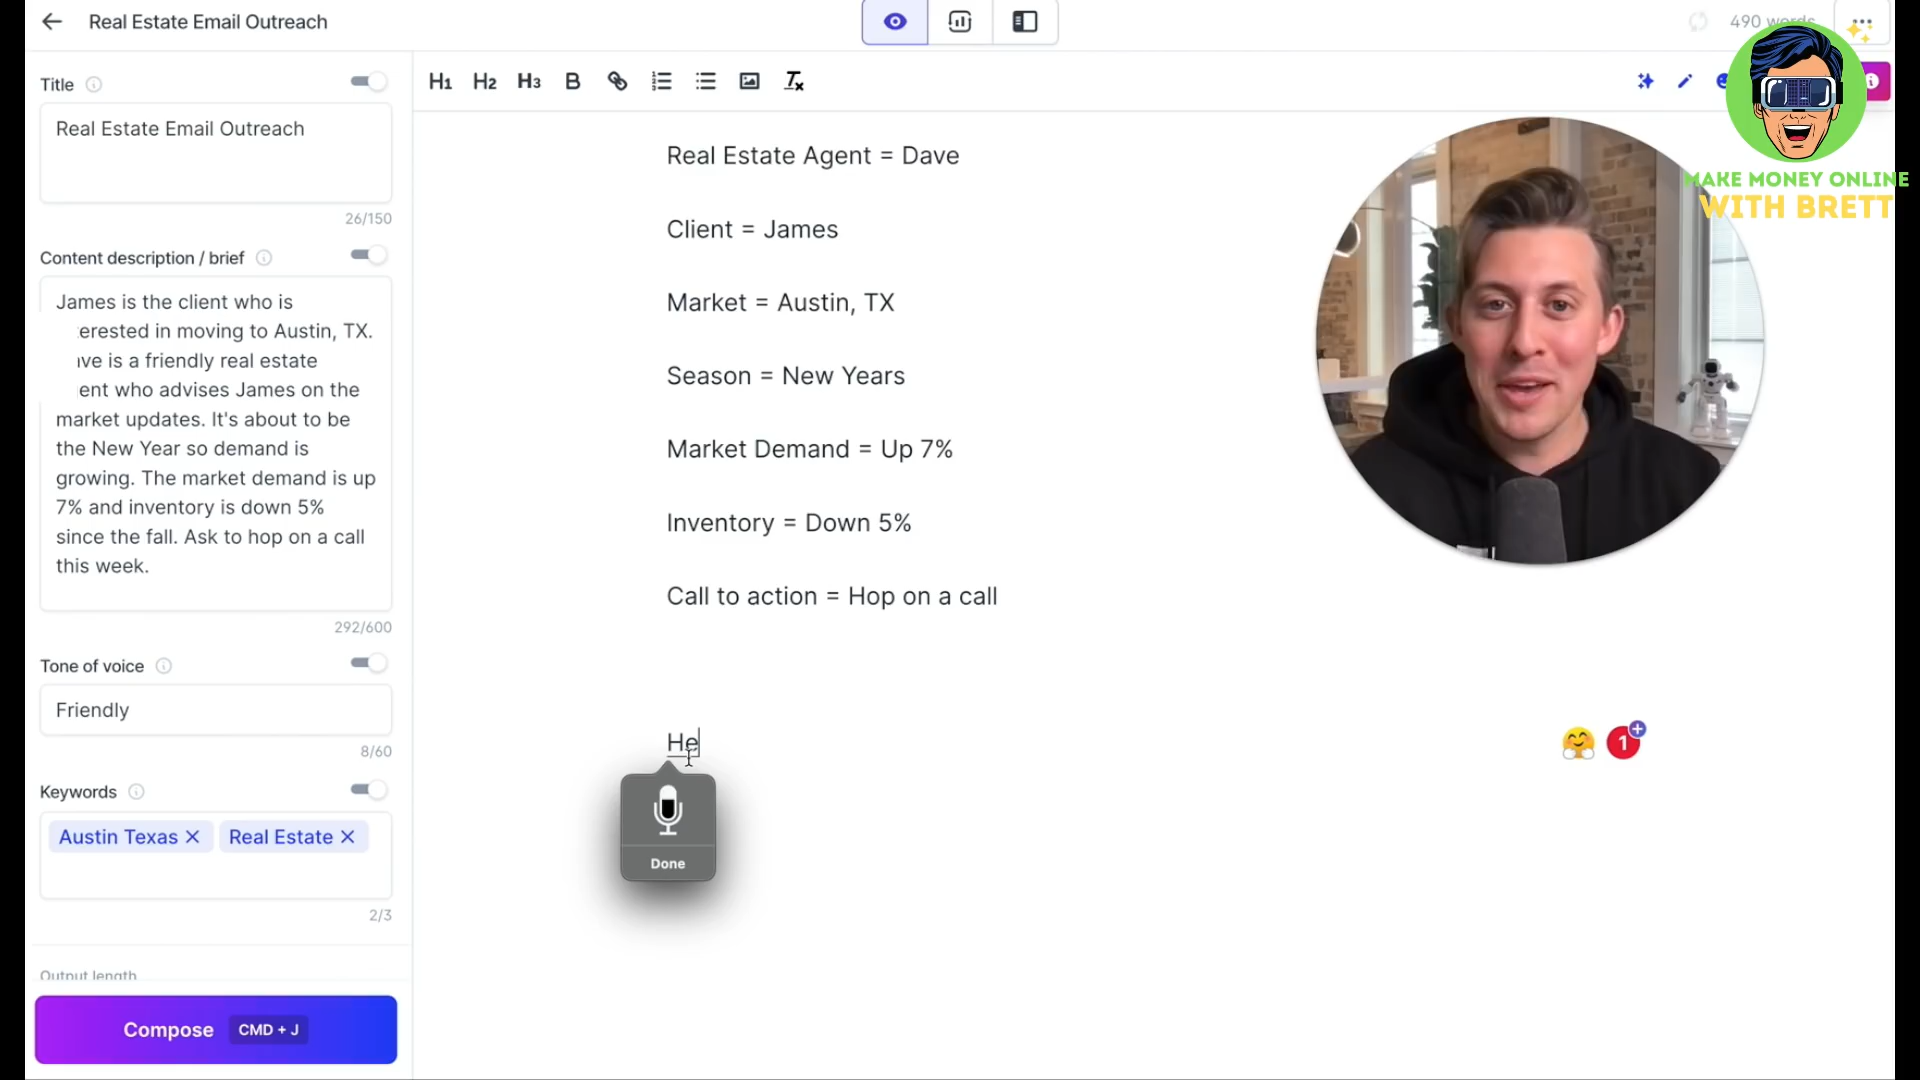 Real Estate Email Outreach
490 words
Title
Real Estate Email Outreach
26/150
Content description / brief
James is the client who is
erested in moving to Austin, TX.
ve is a friendly real estate
ent who advises James on the
market updates. It's about to be
the New Year so demand is
growing. The market demand is up
7% and inventory is down 5%
since the fall. Ask to hop on a call
this week.
292/600
Tone of voice
Friendly
8/60
Keywords
Austin Texas
Real Estate
2/3
Output length
Compose CMD + J
H1 H2 H3 B
Real Estate Agent = Dave
Client = James
Market = Austin, TX
Season = New Years
Market Demand = Up 7%
Inventory = Down 5%
Call to action = Hop on a call
He
Done
1
MAKE MONEY ONLINE
WITH BRETT